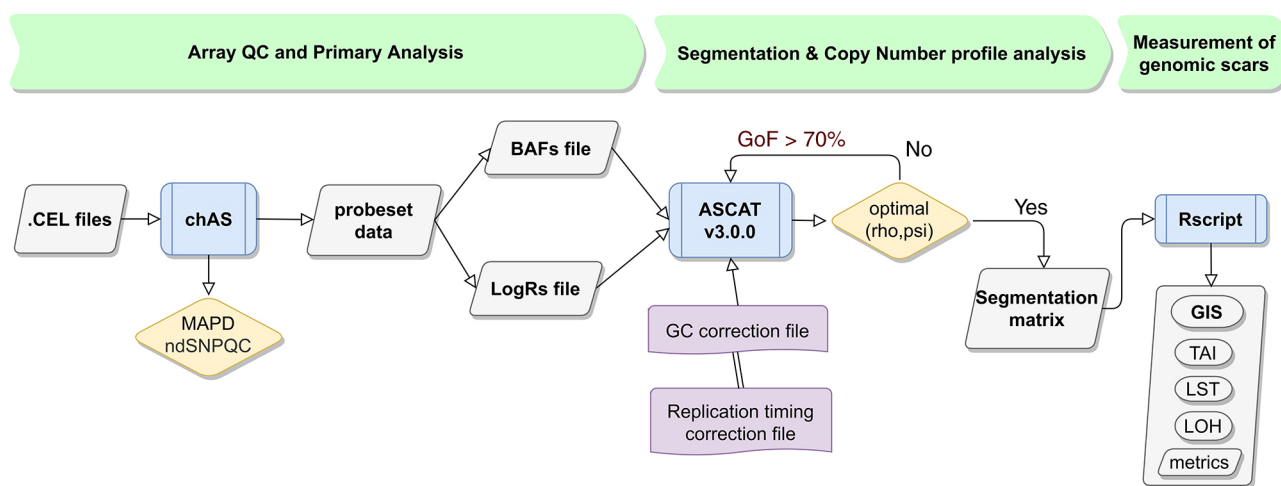 Array QC and Primary Analysis
Segmentation & Copy Number profile analysis
Measurement of
genomic scars
.CEL files
chAS
MAPD
ndSNPQC
probeset
data
BAFs file
LogRs file
ASCAT
v3.0.0
GoF > 70%
No
optimal
(rho,psi)
GC correction file
Replication timing
correction file
Yes
Segmentation
matrix
Rscript
GIS
TAI
LST
LOH
metrics